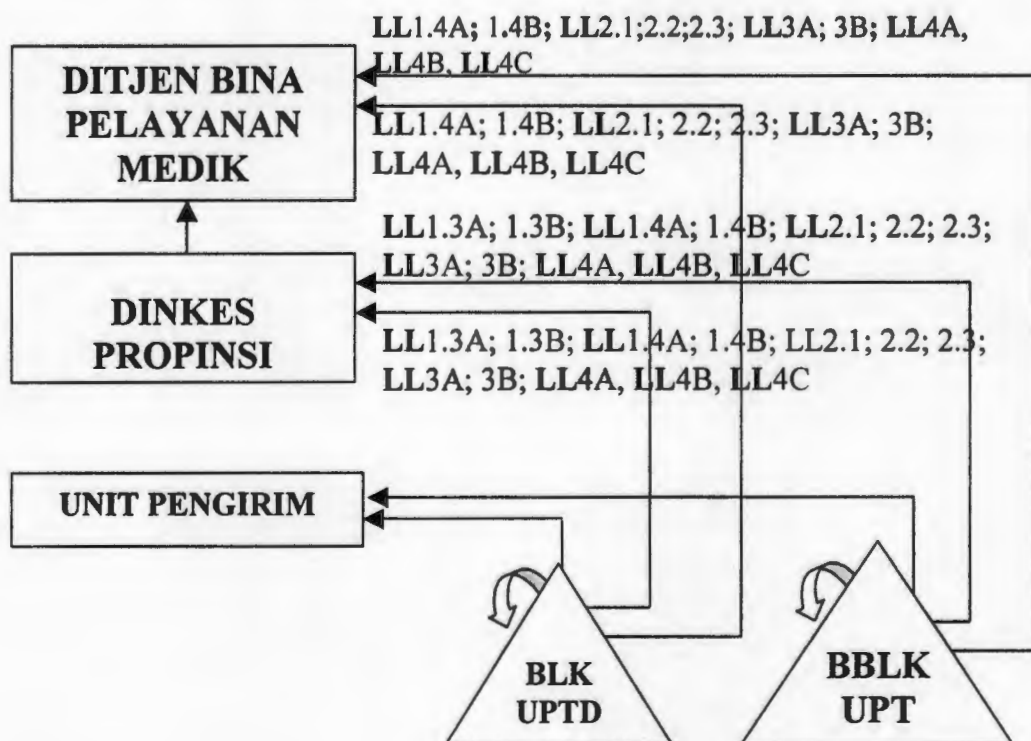 LL1.4A; 1.4B; LL2.1;2.2;2.3; LL3A; 3B; LL4A,
LL4B, LL4C
DITJEN BINA
PELAYANAN
MEDIK
LL1.4A; 1.4B; LL2.1; 2.2; 2.3; LL3A; 3B;
LL4A, LL4B, LL4C
LL1.3A; 1.3B; LL1.4A; 1.4B; LL2.1; 2.2; 2.3;
LL3A; 3B; LL4A, LL4B, LL4C
DINKES
PROPINSI
LL1.3A; 1.3B; LL1.4A; 1.4B; LL2.1; 2.2; 2.3;
LL3A; 3B; LL4A, LL4B, LL4C
UNIT PENGIRIM
BLK
UPTD
BBLK
UPT